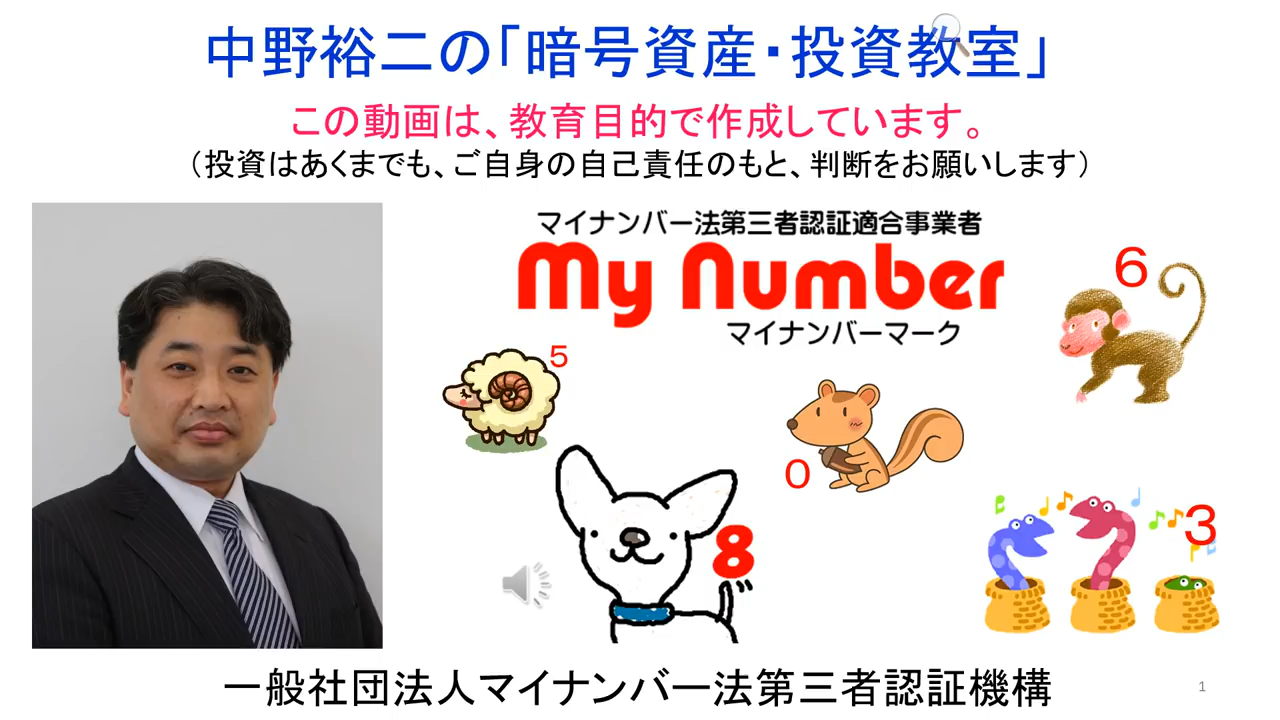 中野裕二の「暗号資産・投資教室」
この動画は、教育目的で作成しています。
（投資はあくまでも、ご自身の自己責任のもと、判断をお願いします）
マイナンバー法第三者認証適合事業者
My Number
マイナンバーマーク
6
5
0
3
8
一般社団法人マイナンバー法第三者認証機構
1